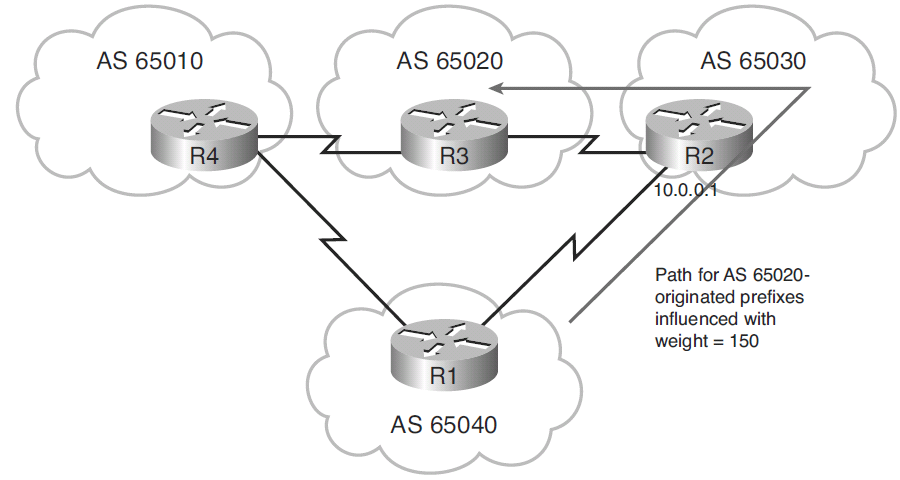 AS 65010
AS 65020
AS 65030
R4
R3
R2
10.0.0.1
Path for AS 65020-
originated prefixes
influenced with
weight = 150
R1
AS 65040